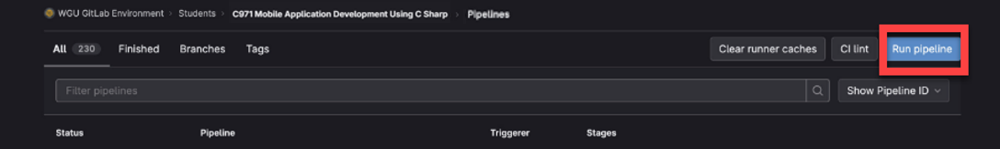 WGU GitLab Environment › Students › C971 Mobile Application Development Using C Sharp › Pipelines
All 230 Finished Branches Tags Clear runner caches CI lint Run pipeline
Filter pipelines Show Pipeline ID
Status Pipeline Triggerer Stages